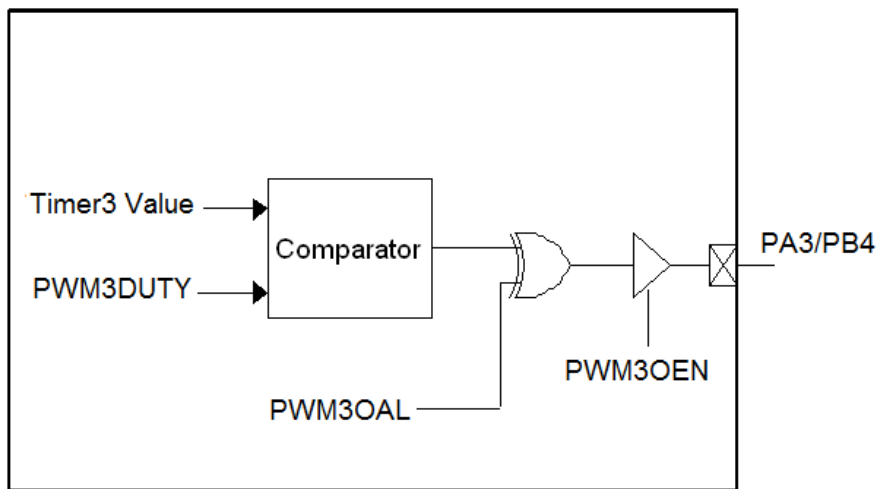 Timer3 Value
Comparator
PWM3DUTY
PWM3OAL
PWM3OEN
PA3/PB4